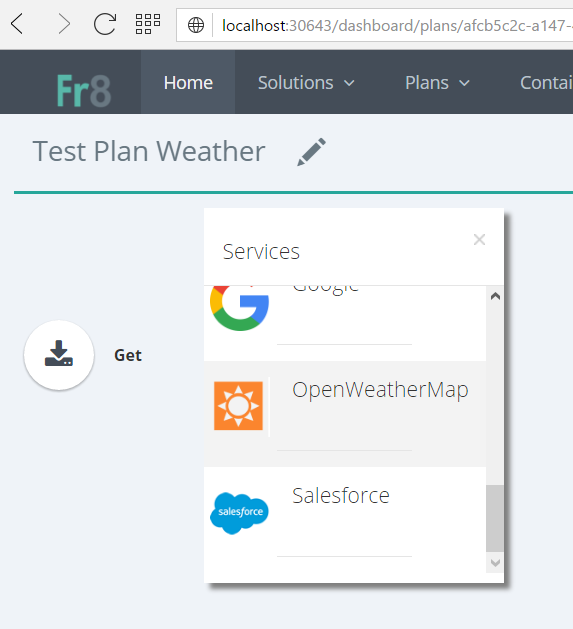 localhost:30643/dashboard/plans/afcb5c2c-a147-
Fr8 Home Solutions Plans Contai
Test Plan Weather
Services
Google
Get
OpenWeatherMap
salesforce Salesforce